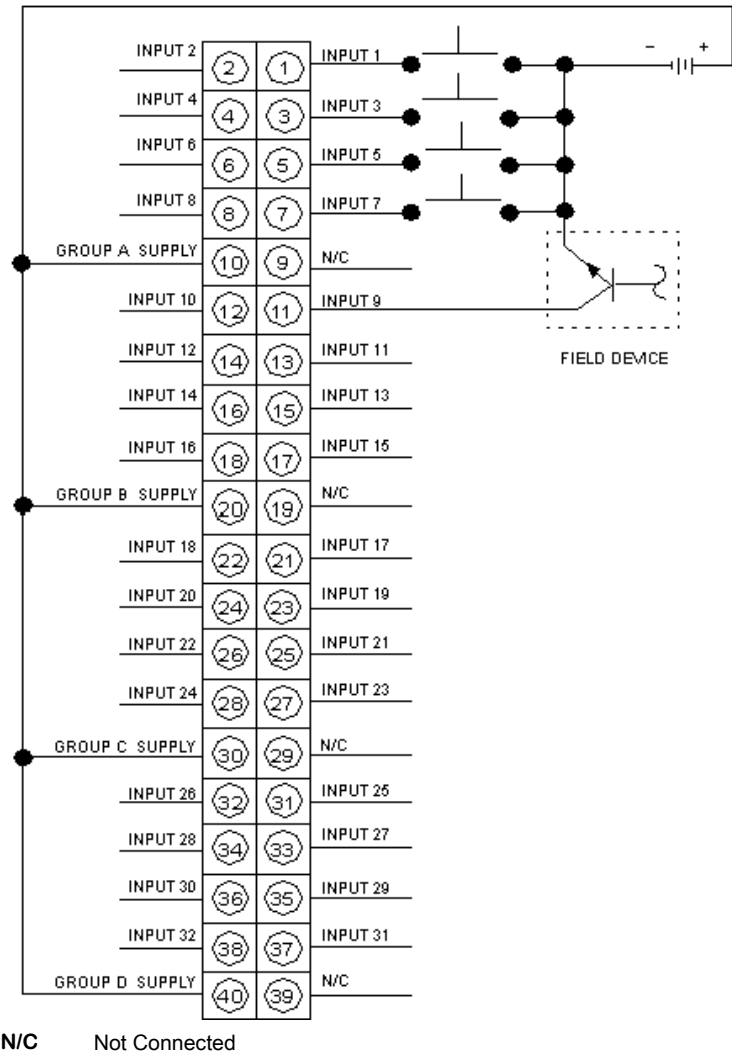 - +
INPUT 2 2 1 INPUT 1
INPUT 4 4 3 INPUT 3
INPUT 6 6 5 INPUT 5
INPUT 8 8 7 INPUT 7
GROUP A SUPPLY 10 9 N/C
INPUT 10 12 11 INPUT 9
FIELD DEVICE
INPUT 12 14 13 INPUT 11
INPUT 14 16 15 INPUT 13
INPUT 16 18 17 INPUT 15
GROUP B SUPPLY 20 19 N/C
INPUT 18 22 21 INPUT 17
INPUT 20 24 23 INPUT 19
INPUT 22 26 25 INPUT 21
INPUT 24 28 27 INPUT 23
GROUP C SUPPLY 30 29 N/C
INPUT 26 32 31 INPUT 25
INPUT 28 34 33 INPUT 27
INPUT 30 36 35 INPUT 29
INPUT 32 38 37 INPUT 31
GROUP D SUPPLY 40 39 N/C
N/C Not Connected